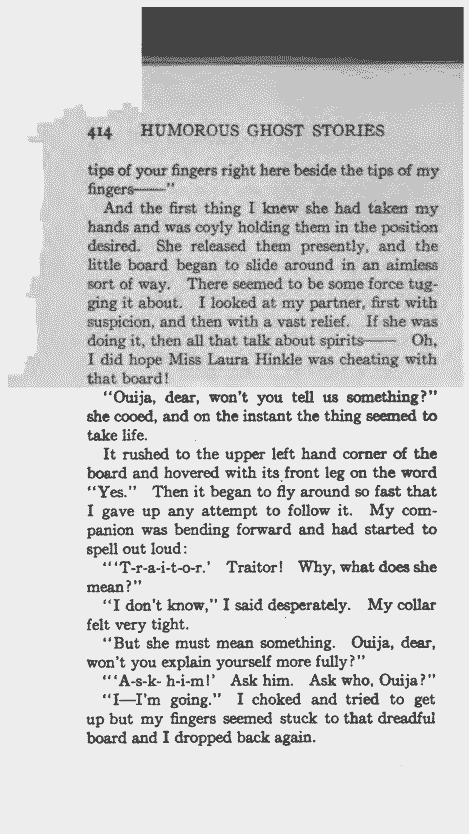 414 HUMOROUS GHOST STORIES
tips of your fingers right here beside the tips of my
fingers——"
And the first thing I knew she had taken my
hands and was coyly holding them in the position
desired. She released them presently, and the
little board began to slide around in an aimless
sort of way. There seemed to be some force tug-
ging it about. I looked at my partner, first with
suspicion, and then with a vast relief. If she was
doing it, then all that talk about spirits—— Oh,
I did hope Miss Laura Hinkle was cheating with
that board!
"Ouija, dear, won't you tell us something?"
she cooed, and on the instant the thing seemed to
take life.
It rushed to the upper left hand corner of the
board and hovered with its front leg on the word
"Yes." Then it began to fly around so fast that
I gave up any attempt to follow it. My com-
panion was bending forward and had started to
spell out loud:
"'T-r-a-i-t-o-r.' Traitor! Why, what does she
mean?"
"I don't know," I said desperately. My collar
felt very tight.
"But she must mean something. Ouija, dear,
won't you explain yourself more fully?"
"'A-s-k- h-i-m!' Ask him. Ask who, Ouija?"
"I—I'm going." I choked and tried to get
up but my fingers seemed stuck to that dreadful
board and I dropped back again.